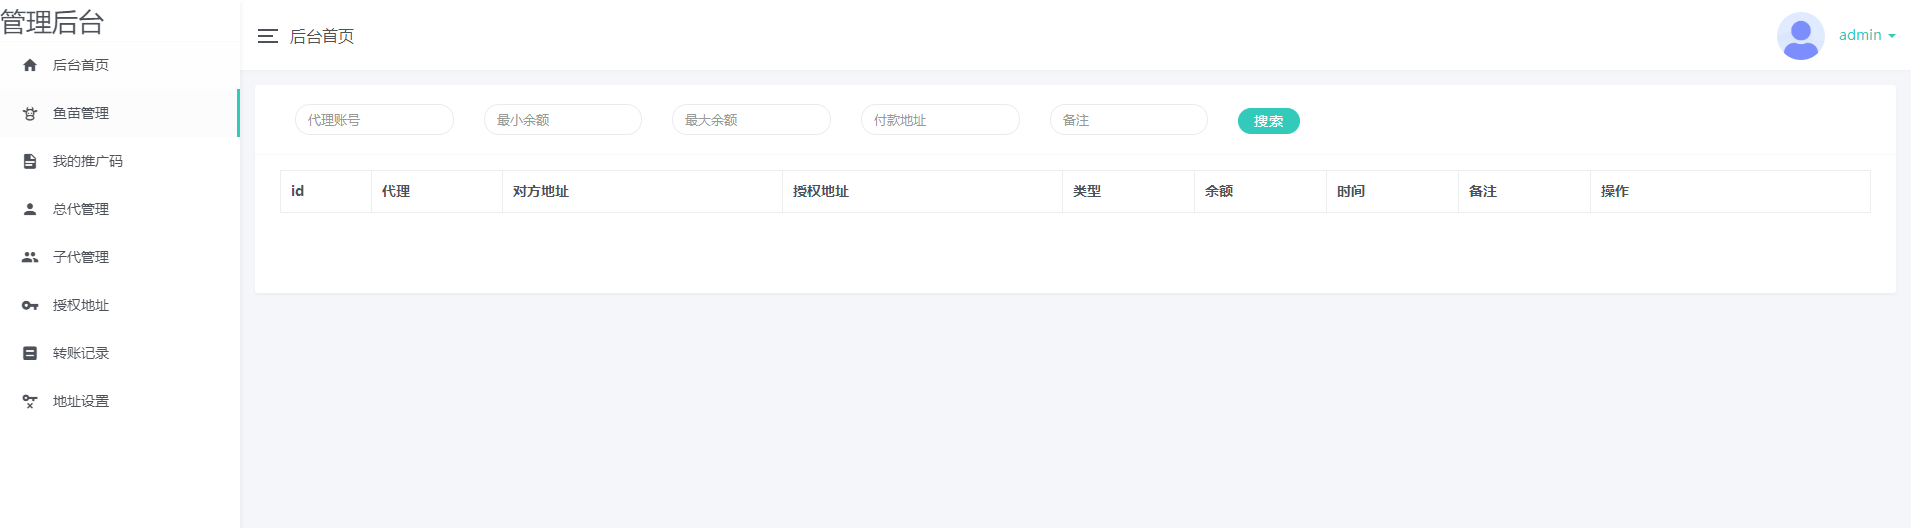 管理后台
后台首页
鱼苗管理
我的推广码
总代管理
子代管理
授权地址
转账记录
地址设置
后台首页
admin
代理账号 最小余额 最大余额 付款地址 备注 搜索
id 代理 对方地址 授权地址 类型 余额 时间 备注 操作